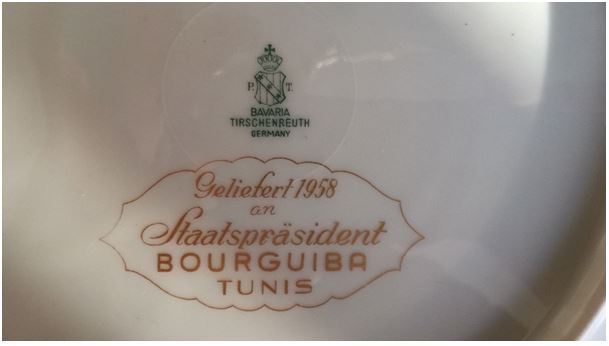 P. T.
BAVARIA
TIRSCHENREUTH
GERMANY
Geliefert 1958
an
Staatspräsident
BOURGUIBA
TUNIS